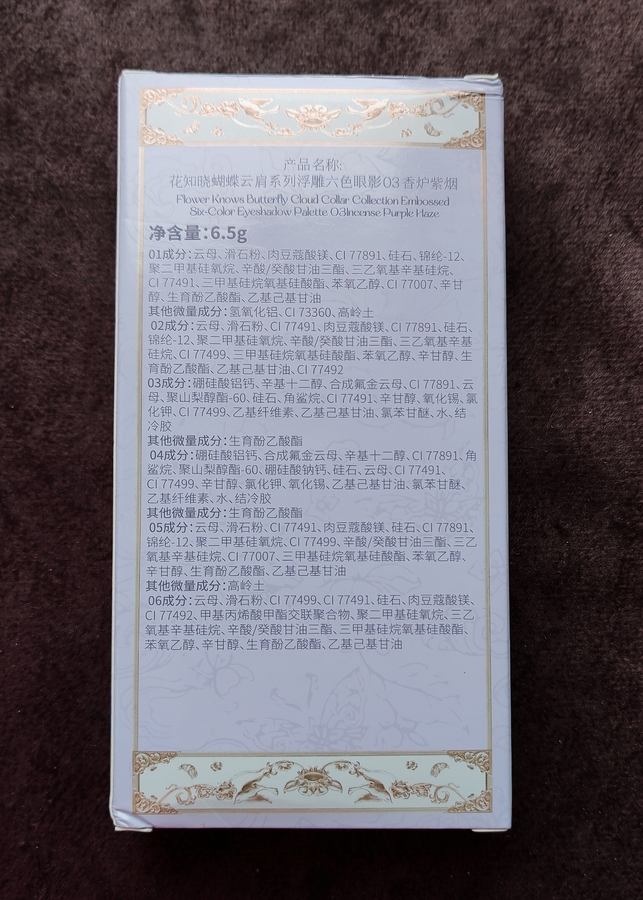 产品名称:
花知晓蝴蝶云肩系列浮雕六色眼影03香炉紫烟
Flower Knows Butterfly Cloud Collar Collection Embossed
Six-Color Eyeshadow Palette 03Incense Purple Haze
净含量:6.5g
01成分:云母、滑石粉、肉豆蔻酸镁、CI 77891、硅石、锦纶-12、
聚二甲基硅氧烷、辛酸/癸酸甘油三酯、三乙氧基辛基硅烷、
CI 77491、三甲基硅烷氧基硅酸酯、苯氧乙醇、CI 77007、辛甘
醇、生育酚乙酸酯、乙基己基甘油
其他微量成分:氢氧化铝、CI 73360、高岭土
02成分:云母、滑石粉、CI 77491、肉豆蔻酸镁、CI 77891、硅石、
锦纶-12、聚二甲基硅氧烷、辛酸/癸酸甘油三酯、三乙氧基辛基
硅烷、CI 77499、三甲基硅烷氧基硅酸酯、苯氧乙醇、辛甘醇、生
育酚乙酸酯、乙基己基甘油、CI 77492
03成分:硼硅酸铝钙、辛基十二醇、合成氟金云母、CI 77891、云
母、聚山梨醇酯-60、硅石、角鲨烷、CI 77491、辛甘醇、氧化锡、氯
化钾、CI 77499、乙基纤维素、乙基己基甘油、氯苯甘醚、水、结
冷胶
其他微量成分:生育酚乙酸酯
04成分:硼硅酸铝钙、合成氟金云母、辛基十二醇、CI 77891、角
鲨烷、聚山梨醇酯-60、硼硅酸钠钙、硅石、云母、CI 77491、
CI 77499、辛甘醇、氯化钾、氧化锡、乙基己基甘油、氯苯甘醚、
乙基纤维素、水、结冷胶
其他微量成分:生育酚乙酸酯
05成分:云母、滑石粉、CI 77491、肉豆蔻酸镁、硅石、CI 77891、
锦纶-12、聚二甲基硅氧烷、CI 77499、辛酸/癸酸甘油三酯、三乙
氧基辛基硅烷、CI 77007、三甲基硅烷氧基硅酸酯、苯氧乙醇、
辛甘醇、生育酚乙酸酯、乙基己基甘油
其他微量成分:高岭土
06成分:云母、滑石粉、CI 77499、CI 77491、硅石、肉豆蔻酸镁、
CI 77492、甲基丙烯酸甲酯交联聚合物、聚二甲基硅氧烷、三乙
氧基辛基硅烷、辛酸/癸酸甘油三酯、三甲基硅烷氧基硅酸酯、
苯氧乙醇、辛甘醇、生育酚乙酸酯、乙基己基甘油